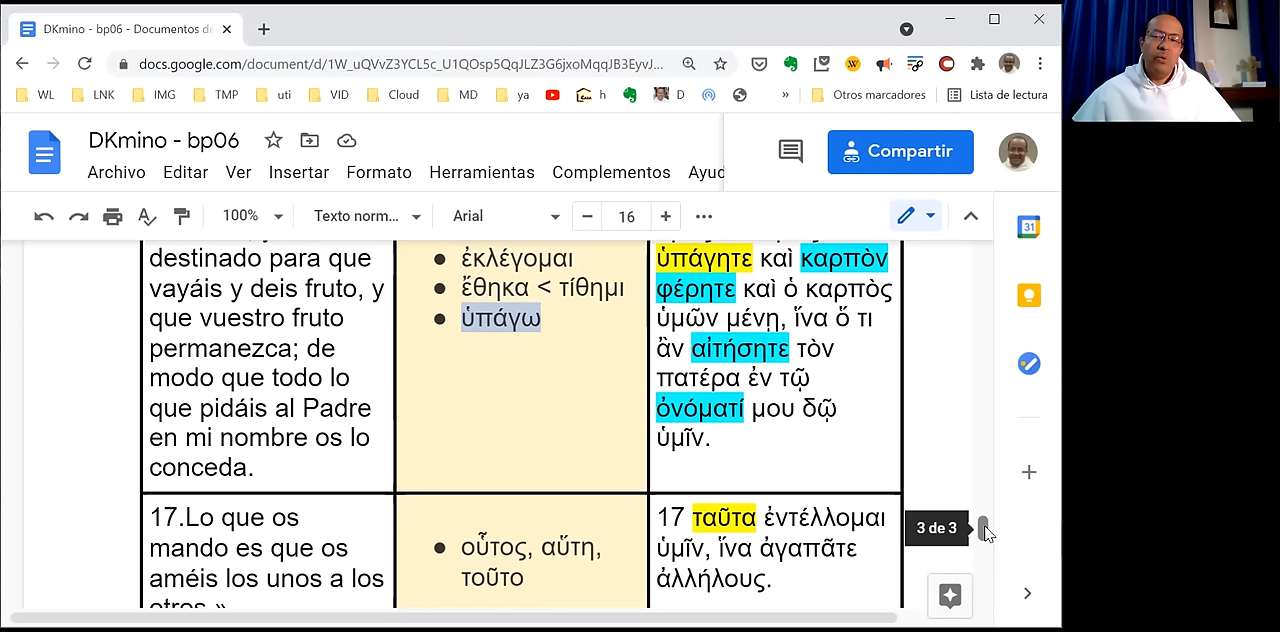 DKmino - bp06 - Documentos d
docs.google.com/document/d/1W_uQVvZ3YCL5c_U1QOsp5QqJLZ3G6jxoMqqJB3EyvJ...
WL LNK IMG TMP uti VID Cloud MD ya h D » Otros marcadores Lista de lectura
DKmino - bp06
Compartir
Archivo Editar Ver Insertar Formato Herramientas Complementos Ayud
100% Texto norm... Arial 16
31
destinado para que
vayáis y deis fruto, y
que vuestro fruto
permanezca; de
modo que todo lo
que pidáis al Padre
en mi nombre os lo
conceda.
● ἐκλέγομαι
● ἔθηκα < τίθημι
● ὑπάγω
ὑπάγητε καὶ καρπὸν
φέρητε καὶ ὁ καρπὸς
ὑμῶν μένῃ, ἵνα ὅ τι
ἂν αἰτήσητε τὸν
πατέρα ἐν τῷ
ὀνόματί μου δῷ
ὑμῖν.
17.Lo que os
mando es que os
améis los unos a los
otros.»
● οὗτος, αὕτη,
τοῦτο
17 ταῦτα ἐντέλλομαι
ὑμῖν, ἵνα ἀγαπᾶτε
ἀλλήλους.
3 de 3